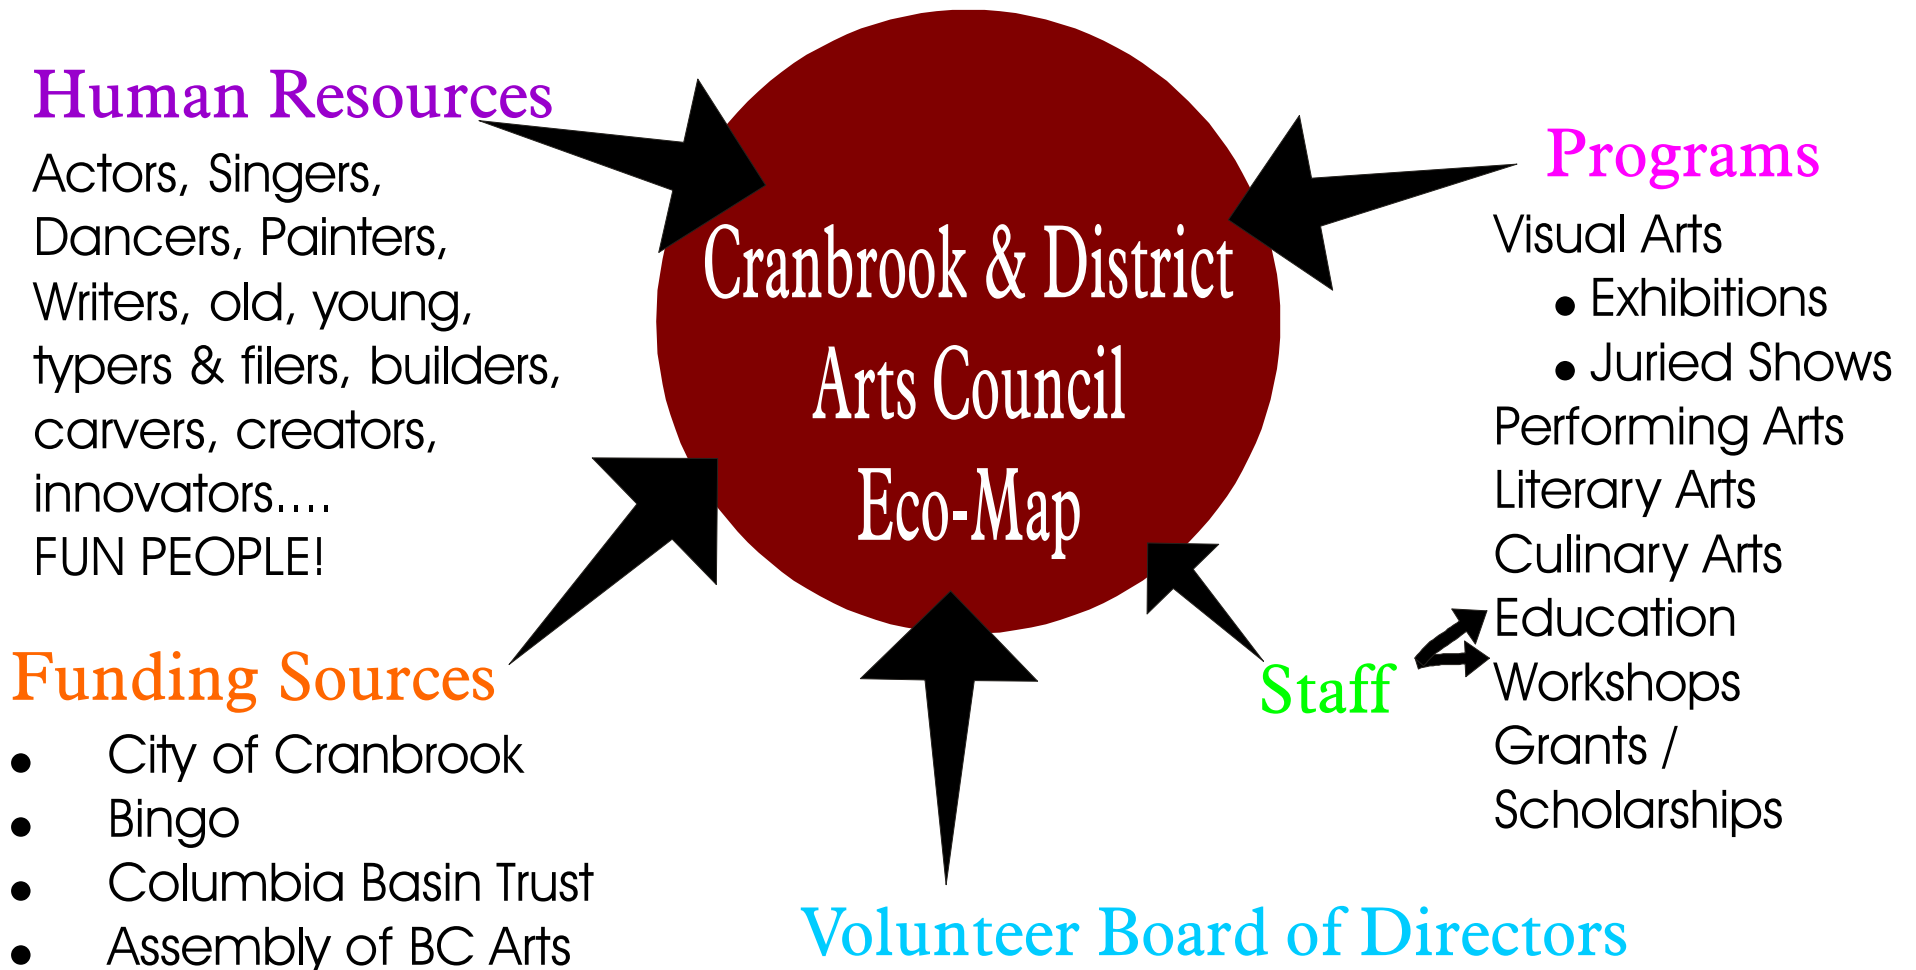 Human Resources
Actors, Singers,
Dancers, Painters,
Writers, old, young,
typers & filers, builders,
carvers, creators,
innovators....
FUN PEOPLE!
Funding Sources
• City of Cranbrook
• Bingo
• Columbia Basin Trust
• Assembly of BC Arts
Cranbrook & District
Arts Council
Eco-Map
Volunteer Board of Directors
Staff
Programs
Visual Arts
• Exhibitions
• Juried Shows
Performing Arts
Literary Arts
Culinary Arts
Education
Workshops
Grants /
Scholarships